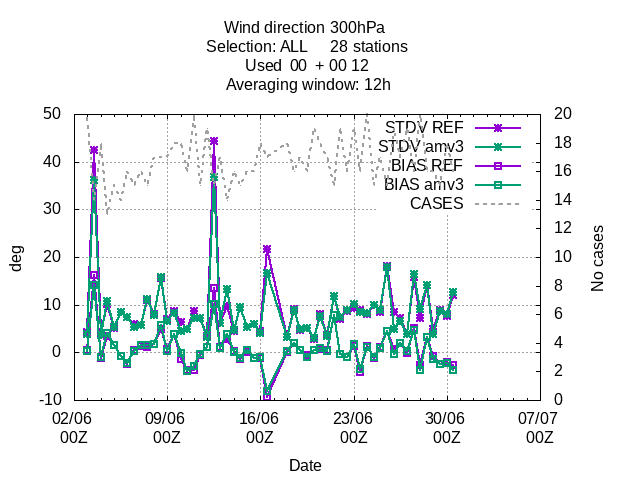 Wind direction 300hPa
Selection: ALL 28 stations
Used 00 + 00 12
Averaging window: 12h
50
40
30
20
10
0
-10
deg
20
18
16
14
12
10
8
6
4
2
0
No cases
STDV REF
STDV amv3
BIAS REF
BIAS amv3
CASES
02/06 09/06 16/06 23/06 30/06 07/07
00Z 00Z 00Z 00Z 00Z 00Z
Date